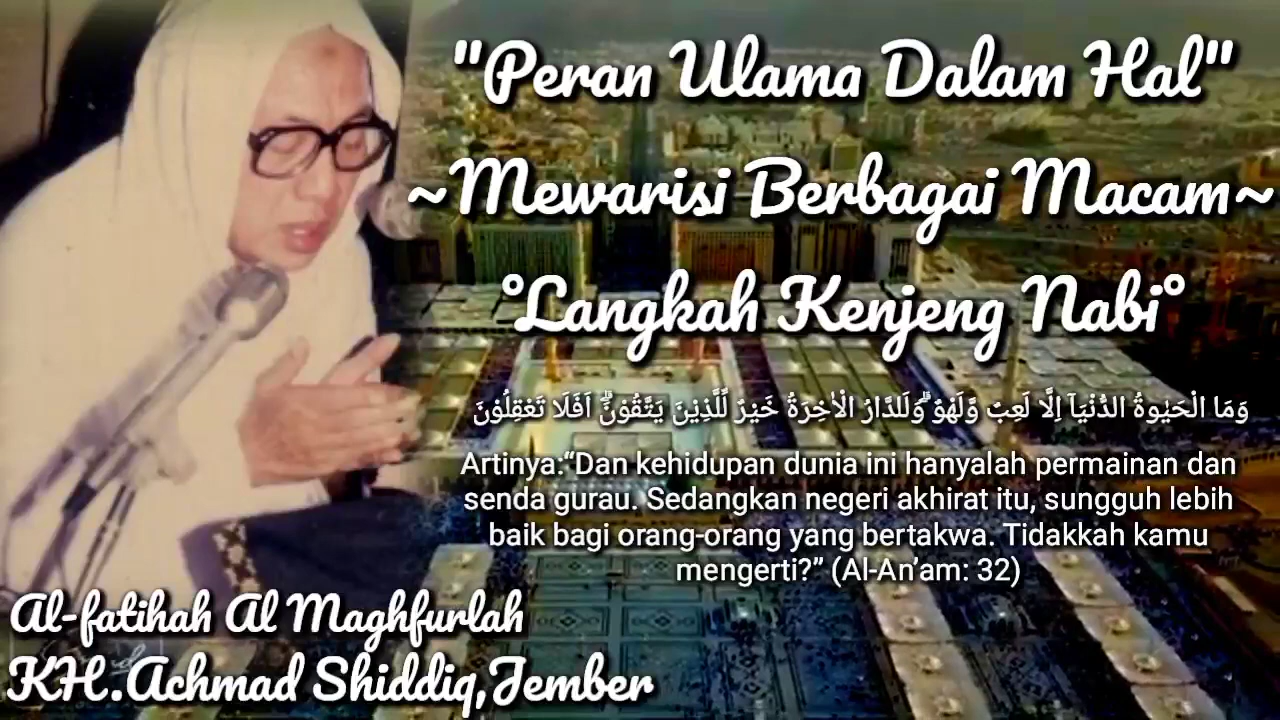 "Peran Ulama Dalam Hal"
~Mewarisi Berbagai Macam~
°Langkah Kenjeng Nabi°
وَمَا الْحَيٰوةُ الدُّنْيَآ اِلَّا لَعِبٌ وَّلَهْوٌ ۗوَلَلدَّارُ الْاٰخِرَةُ خَيْرٌ لِّلَّذِيْنَ يَتَّقُوْنَۗ اَفَلَا تَعْقِلُوْنَ
Artinya:“Dan kehidupan dunia ini hanyalah permainan dan
senda gurau. Sedangkan negeri akhirat itu, sungguh lebih
baik bagi orang-orang yang bertakwa. Tidakkah kamu
mengerti?” (Al-An’am: 32)
Al-fatihah Al Maghfurlah
KH.Achmad Shiddiq,Jember